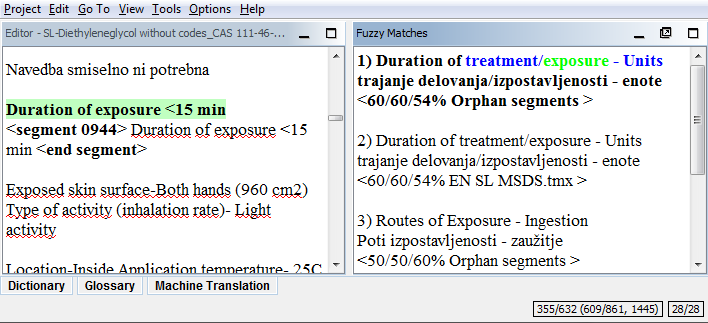 Project Edit Go To View Tools Options Help
Editor - SL-Diethyleneglycol without codes_CAS 111-46-...
Navedba smiselno ni potrebna
Duration of exposure <15 min
<segment 0944> Duration of exposure <15
min <end segment>
Exposed skin surface-Both hands (960 cm2)
Type of activity (inhalation rate)- Light
activity
Location-Inside Application temperature- 25C
Fuzzy Matches
1) Duration of treatment/exposure - Units
trajanje delovanja/izpostavljenosti - enote
<60/60/54% Orphan segments >
2) Duration of treatment/exposure - Units
trajanje delovanja/izpostavljenosti - enote
<60/60/54% EN SL MSDS.tmx >
3) Routes of Exposure - Ingestion
Poti izpostavljenosti - zaužitje
<50/50/60% Orphan segments >
Dictionary Glossary Machine Translation
355/632 (609/861, 1445) 28/28